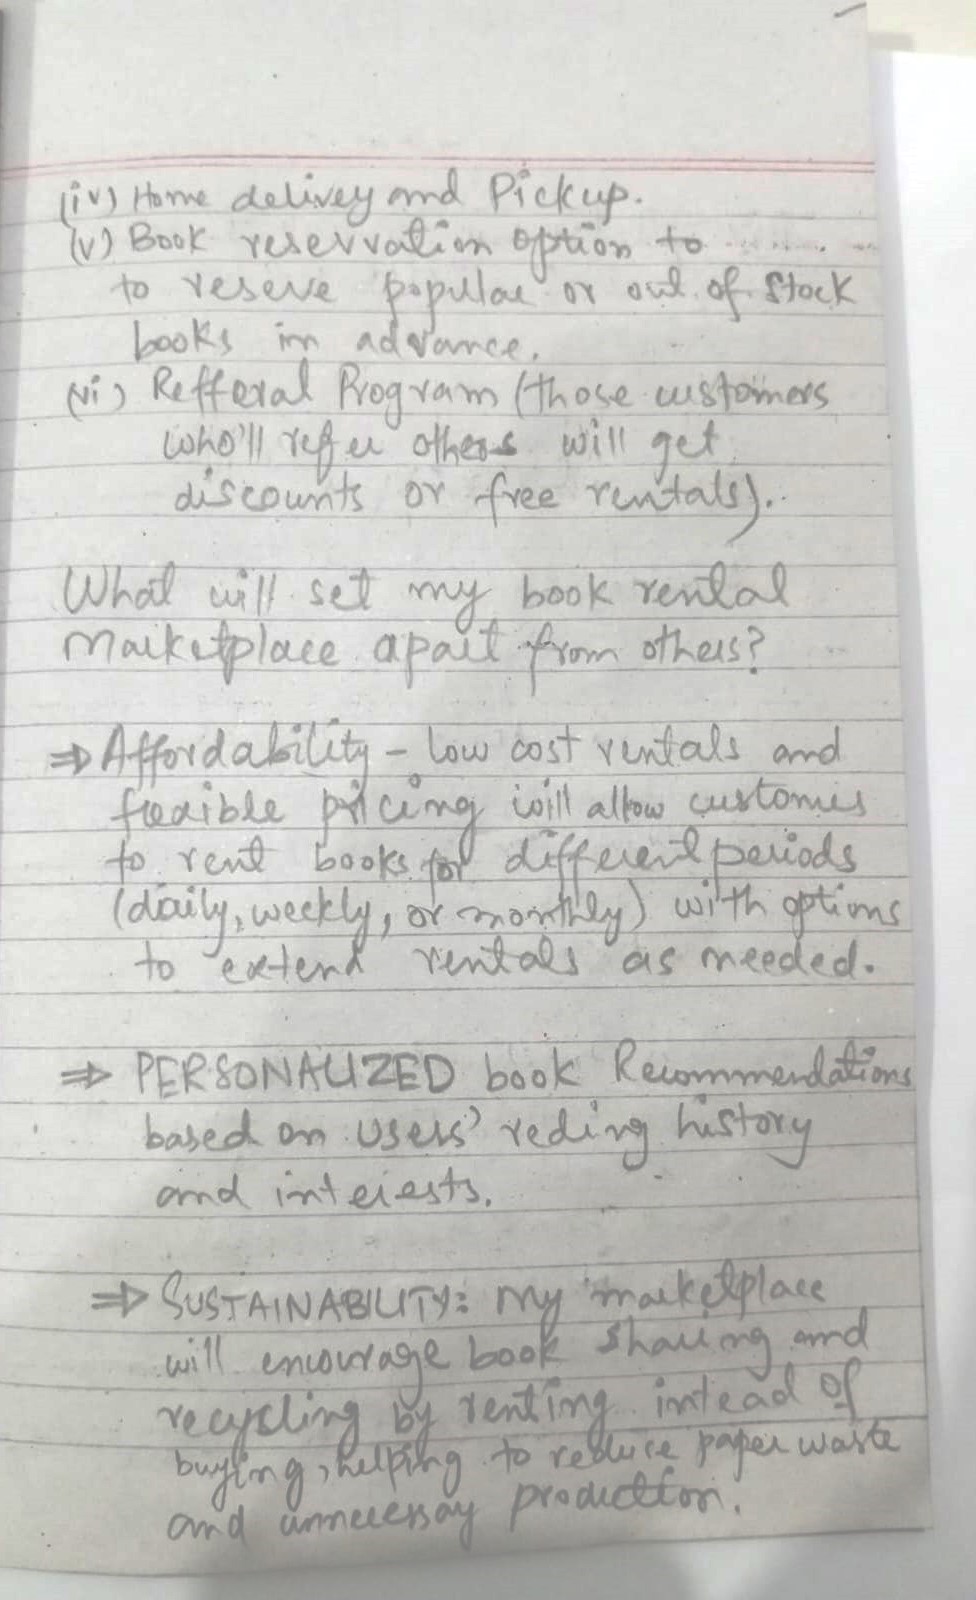 (iv) Home delivey and Pickup.
(v) Book reservation option to
to reseve popular or out of stock
books in advance.
(vi) Refferal Program (those customers
who'll refer others will get
discounts or free rentals).
What will set my book rental
marketplace apart from others?
⇒ Affordability - low cost rentals and
flexible pricing will allow customers
to rent books for different periods
(daily, weekly, or monthly) with options
to extend rentals as needed.
⇒ PERSONALIZED book Recommendations
based on users' reding history
and interests.
⇒ SUSTAINABILITY: my marketplace
will encourage book sharing and
recycling by renting intead of
buying, helping to reduce paper waste
and unnecessay production.